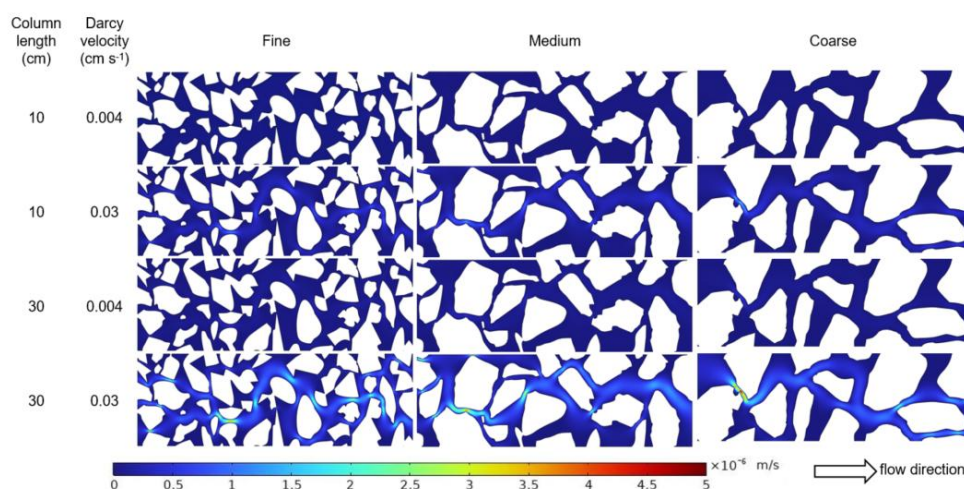 Column length (cm)
Darcy velocity (cm s⁻¹)
Fine
Medium
Coarse
10
0.004
10
0.03
30
0.004
30
0.03
0 0.5 1 1.5 2 2.5 3 3.5 4 4.5 5
×10⁻⁶ m/s
flow direction